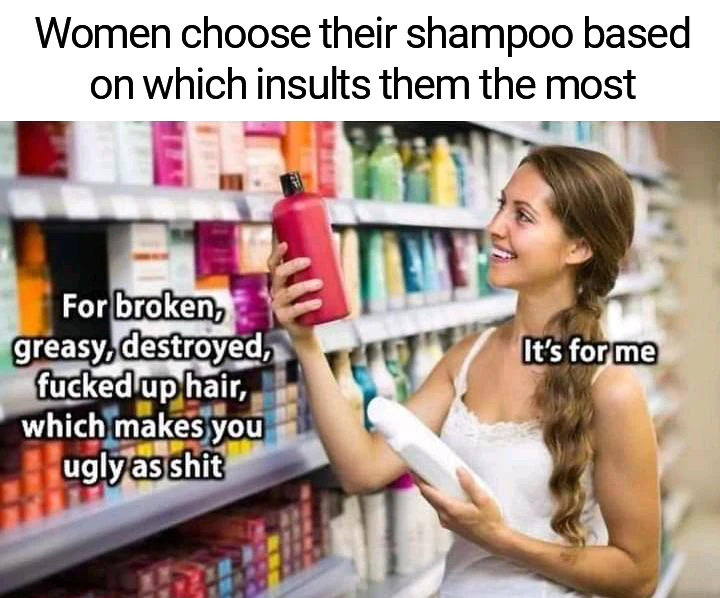 Women choose their shampoo based
on which insults them the most
For broken,
greasy, destroyed,
fucked up hair,
which makes you
ugly as shit
It's for me